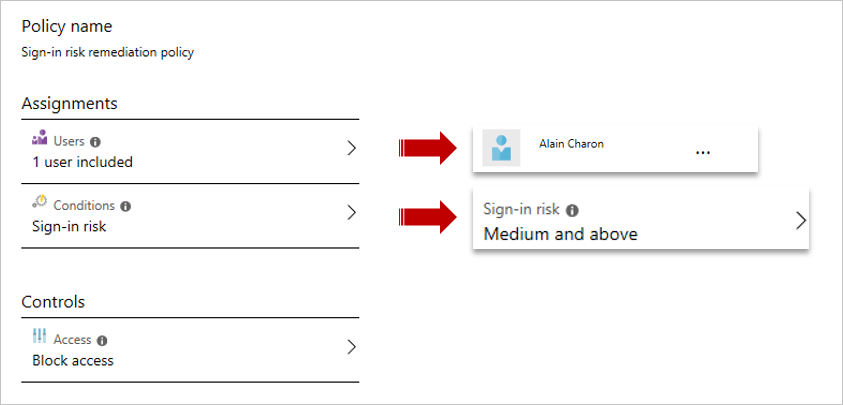 Policy name
Sign-in risk remediation policy
Assignments
Users
1 user included
Alain Charon
...
Conditions
Sign-in risk
Sign-in risk
Medium and above
Controls
Access
Block access